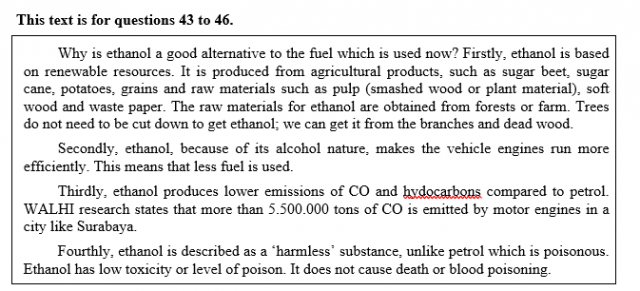 This text is for questions 43 to 46.
Why is ethanol a good alternative to the fuel which is used now? Firstly, ethanol is based
on renewable resources. It is produced from agricultural products, such as sugar beet, sugar
cane, potatoes, grains and raw materials such as pulp (smashed wood or plant material), soft
wood and waste paper. The raw materials for ethanol are obtained from forests or farm. Trees
do not need to be cut down to get ethanol; we can get it from the branches and dead wood.
Secondly, ethanol, because of its alcohol nature, makes the vehicle engines run more
efficiently. This means that less fuel is used.
Thirdly, ethanol produces lower emissions of CO and hydocarbons compared to petrol.
WALHI research states that more than 5.500.000 tons of CO is emitted by motor engines in a
city like Surabaya.
Fourthly, ethanol is described as a ‘harmless’ substance, unlike petrol which is poisonous.
Ethanol has low toxicity or level of poison. It does not cause death or blood poisoning.